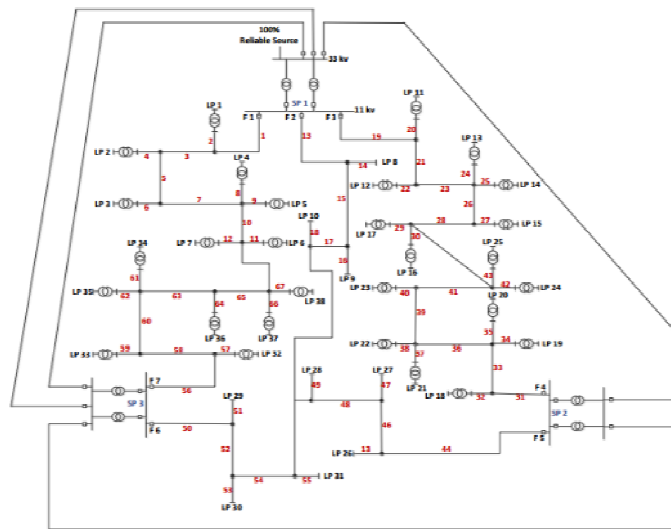 100%
Reliable Source
33 kv
SP 1
11 kv
F 1
F 2
F 3
LP 1
LP 2
LP 3
LP 4
LP 5
LP 6
LP 7
LP 8
LP 9
LP 10
LP 11
LP 12
LP 13
LP 14
LP 15
LP 16
LP 17
LP 18
LP 19
LP 20
LP 21
LP 22
LP 23
LP 24
LP 25
LP 26
LP 27
LP 28
LP 29
LP 30
LP 31
LP 32
LP 33
LP 34
LP 35
LP 36
LP 37
LP 38
F 4
SP 2
F 5
F 7
SP 3
F 6
1
2
3
4
5
6
7
8
9
10
11
12
13
14
15
16
17
18
19
20
21
22
23
24
25
26
27
28
29
30
31
32
33
34
35
36
37
38
39
40
41
42
43
44
13
46
47
48
49
50
51
52
53
54
55
56
57
58
59
60
61
62
63
64
65
66
67